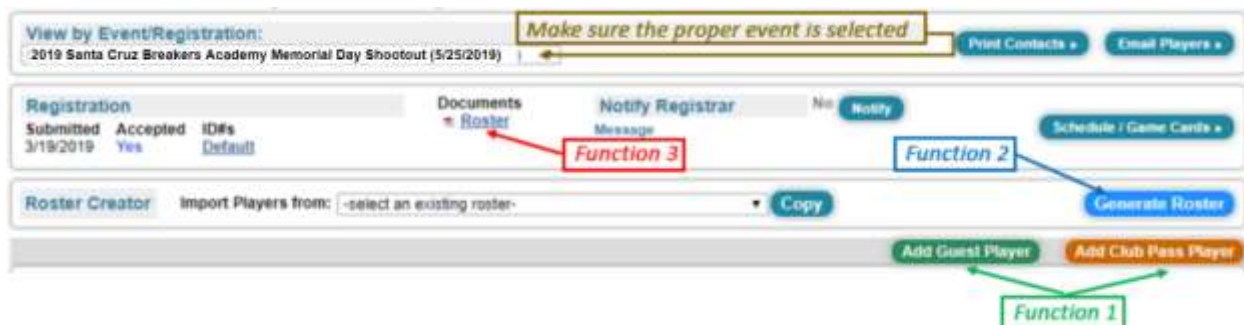 Make sure the proper event is selected
View by Event/Registration:
2019 Santa Cruz Breakers Academy Memorial Day Shootout (5/25/2019)
Print Contacts »
Email Players »
Registration
Documents
Notify Registrar
No
Notify
Submitted Accepted ID#s
Roster
Message
3/19/2019 Yes Default
Schedule / Game Cards »
Function 3
Function 2
Roster Creator
Import Players from:
-select an existing roster-
Copy
Generate Roster
Add Guest Player
Add Club Pass Player
Function 1